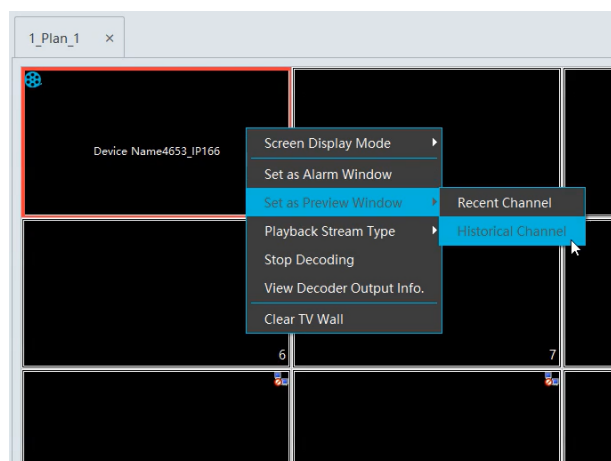 1_Plan_1 ×
Device Name4653_IP166
Screen Display Mode
Set as Alarm Window
Set as Preview Window
Recent Channel
Playback Stream Type
Historical Channel
Stop Decoding
View Decoder Output Info.
Clear TV Wall
6
7